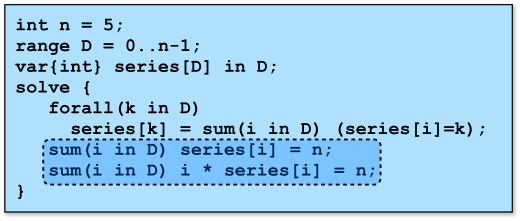 int n = 5;
range D = 0..n-1;
var{int} series[D] in D;
solve {
forall(k in D)
series[k] = sum(i in D) (series[i]=k);
sum(i in D) series[i] = n;
sum(i in D) i * series[i] = n;
}